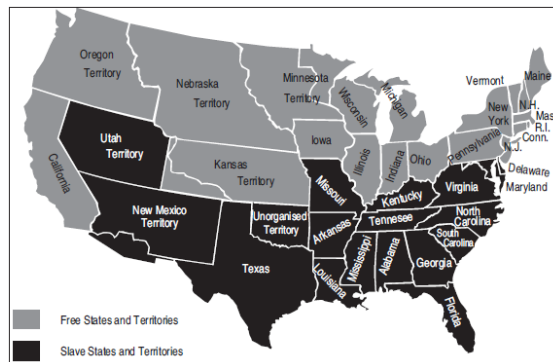 Oregon
Territory
Nebraska
Territory
Minnesota
Territory
Wisconsin
Michigan
Vermont
Maine
N.H.
New
York
Mas
R.I.
Conn.
N.J.
Pennsylvania
Iowa
Illinois
Indiana
Ohio
Utah
Territory
California
Kansas
Territory
Missouri
Kentucky
Virginia
Delaware
Maryland
New Mexico
Territory
Unorganised
Territory
Arkansas
Tennessee
North
Carolina
South
Carolina
Texas
Louisiana
Mississippi
Alabama
Georgia
Florida
Free States and Territories
Slave States and Territories